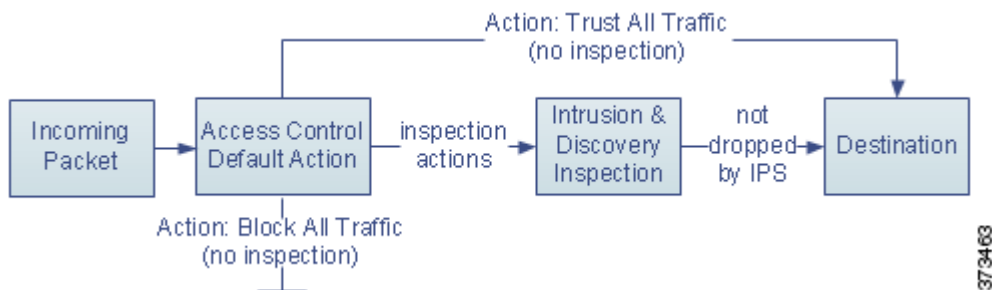 Action: Trust All Traffic
(no inspection)
Incoming
Packet
Access Control
Default Action
inspection
actions
Intrusion &
Discovery
Inspection
not
dropped
by IPS
Destination
Action: Block All Traffic
(no inspection)
373463